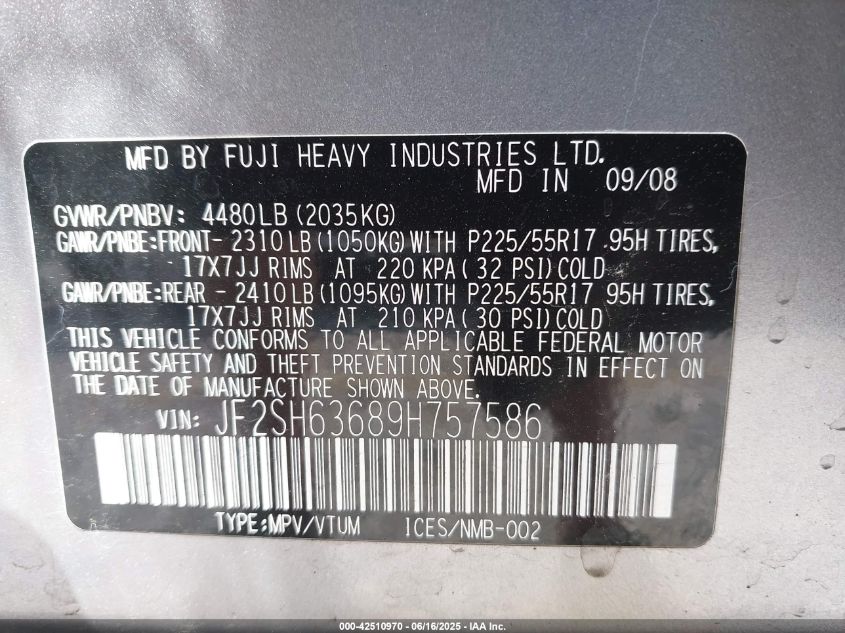 MFD BY FUJI HEAVY INDUSTRIES LTD.
MFD IN 09/08
GVWR/PNBV: 4480LB (2035KG)
GAWR/PNBE:FRONT- 2310LB (1050KG) WITH P225/55R17 95H TIRES,
17X7JJ RIMS AT 220 KPA( 32 PSI) COLD
GAWR/PNBE:REAR - 2410LB (1095KG) WITH P225/55R17 95H TIRES,
17X7JJ RIMS AT 210 KPA( 30 PSI) COLD
THIS VEHICLE CONFORMS TO ALL APPLICABLE FEDERAL MOTOR
VEHICLE SAFETY AND THEFT PREVENTION STANDARDS IN EFFECT ON
THE DATE OF MANUFACTURE SHOWN ABOVE.
VIN: JF2SH63689H757586
TYPE:MPV/VTUM ICES/NMB-002
000-42510970 - 06/16/2025 - IAA Inc.